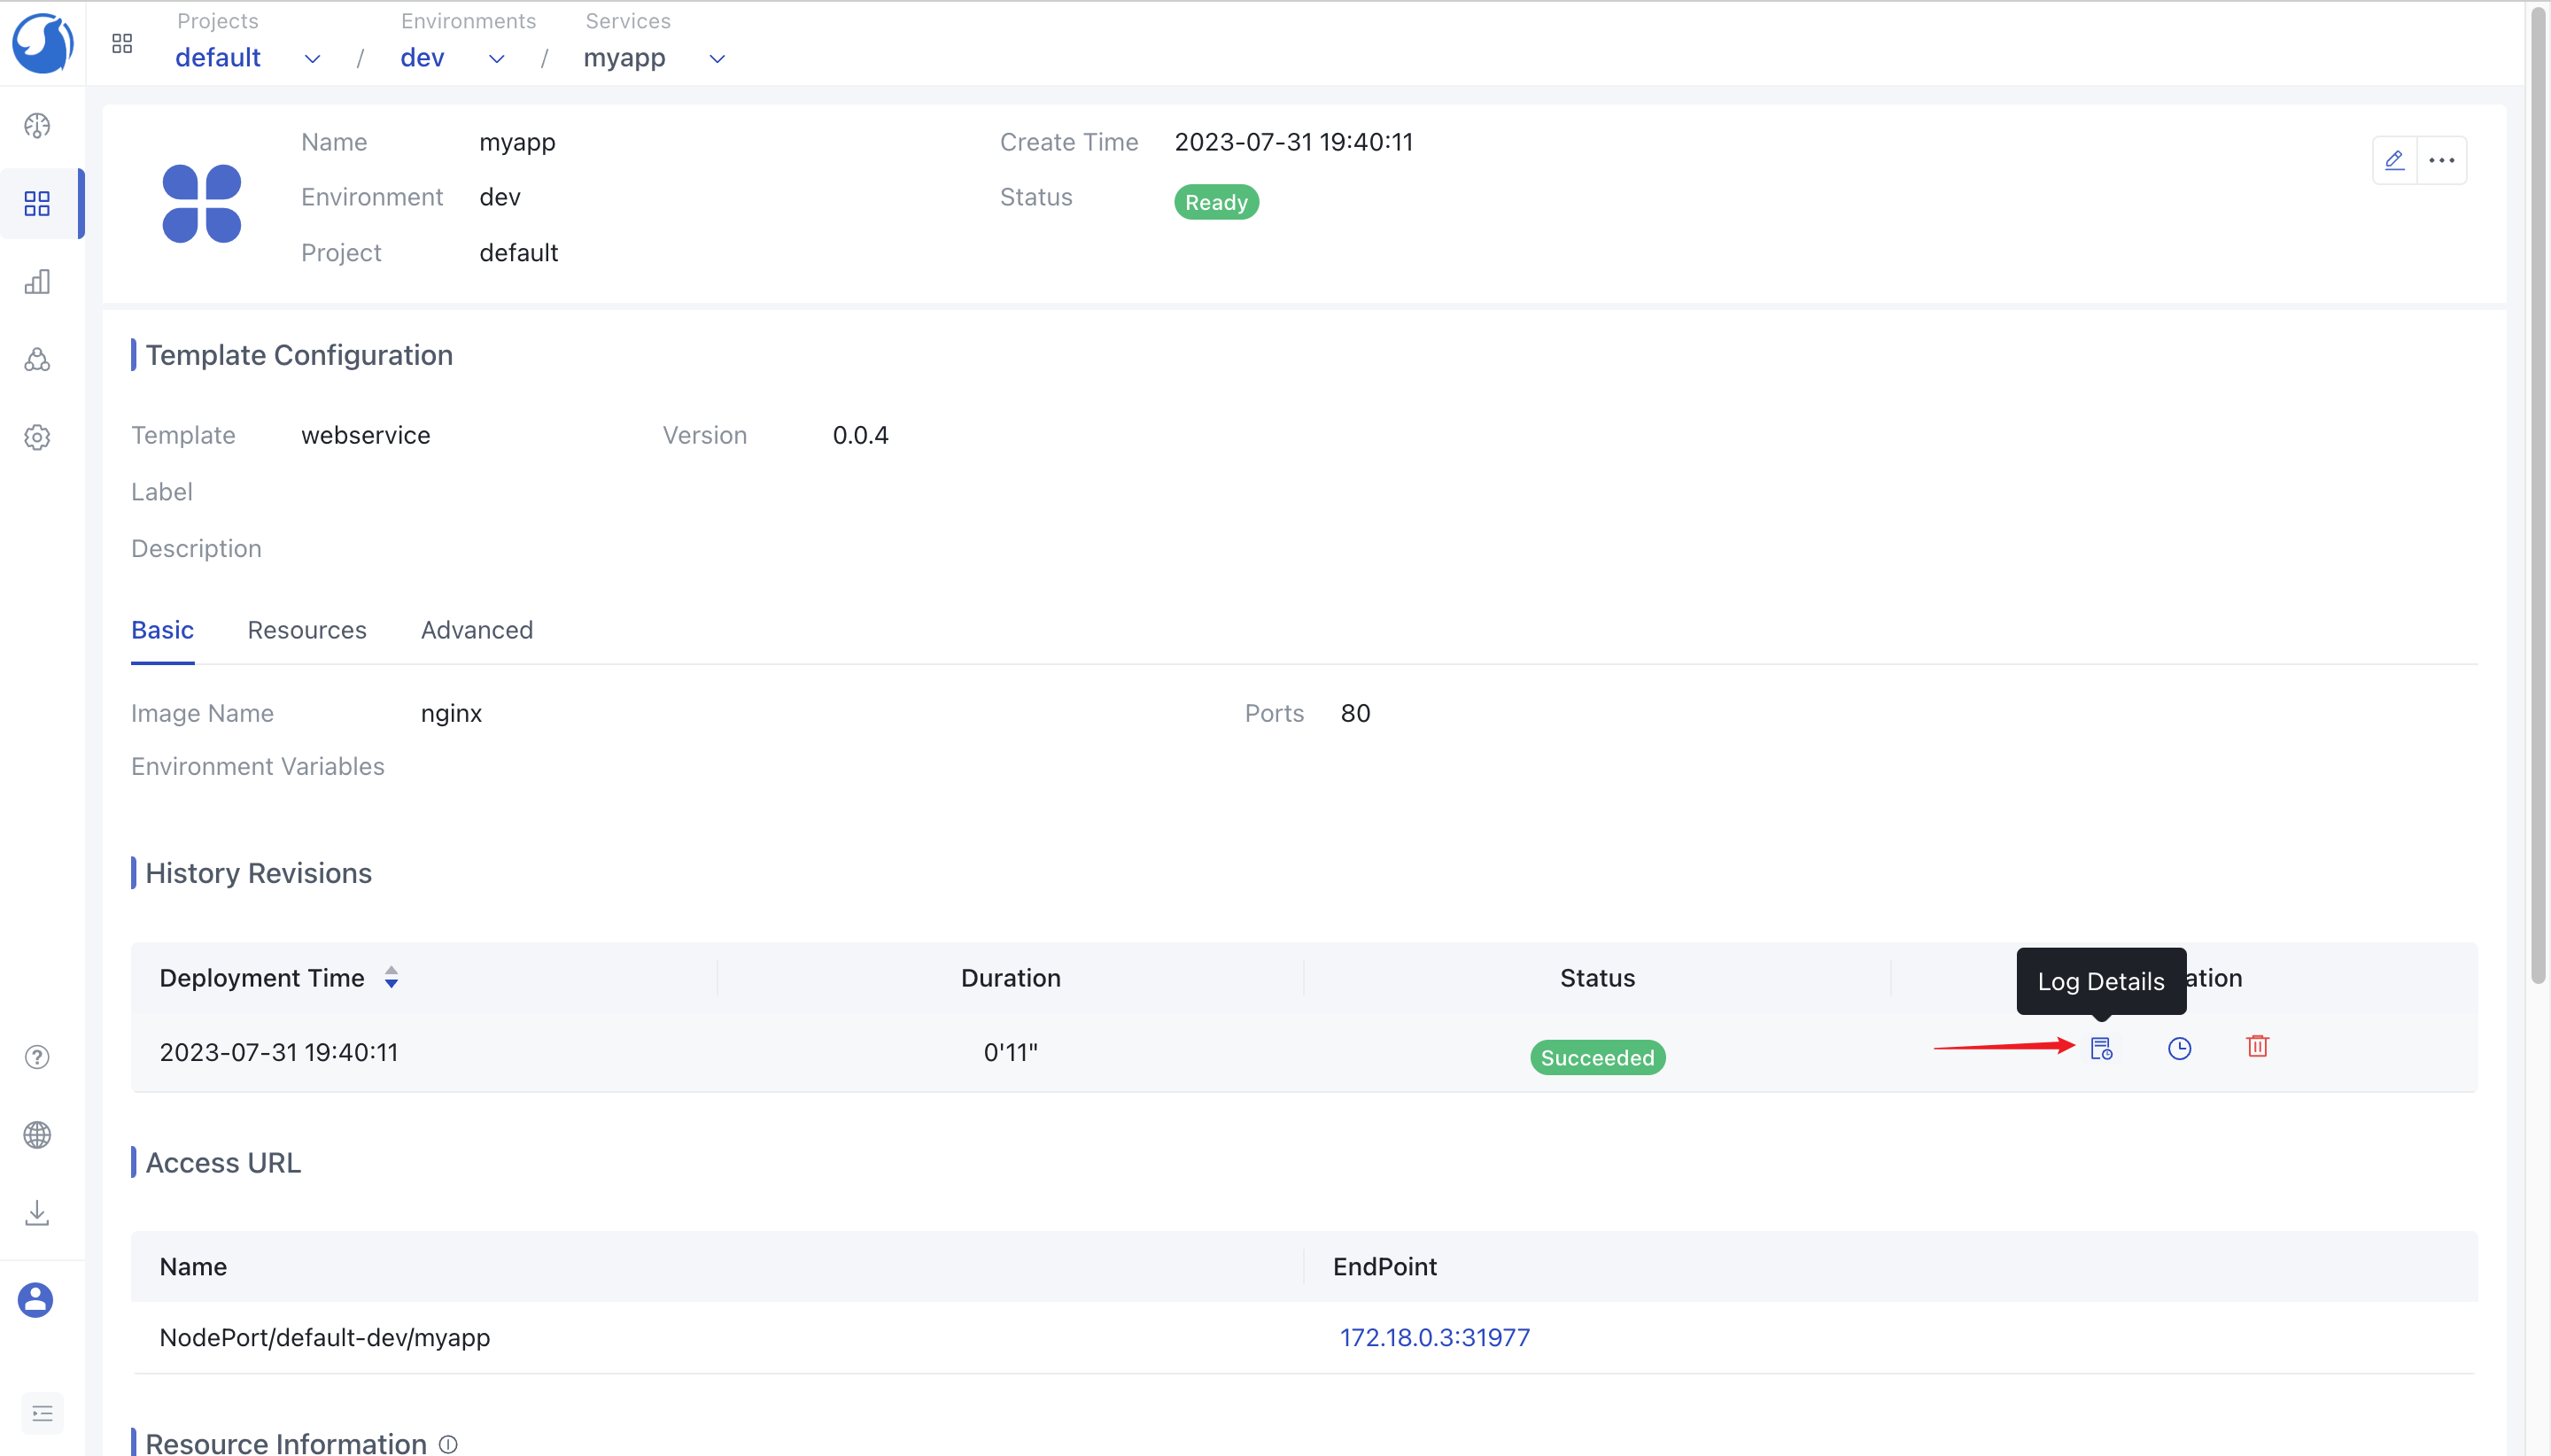 Projects Environments Services
default / dev / myapp
Name myapp Create Time 2023-07-31 19:40:11
Environment dev Status Ready
Project default
Template Configuration
Template webservice Version 0.0.4
Label
Description
Basic Resources Advanced
Image Name nginx Ports 80
Environment Variables
History Revisions
Deployment Time Duration Status ation
Log Details
2023-07-31 19:40:11 0'11" Succeeded
Access URL
Name EndPoint
NodePort/default-dev/myapp 172.18.0.3:31977
Resource Information